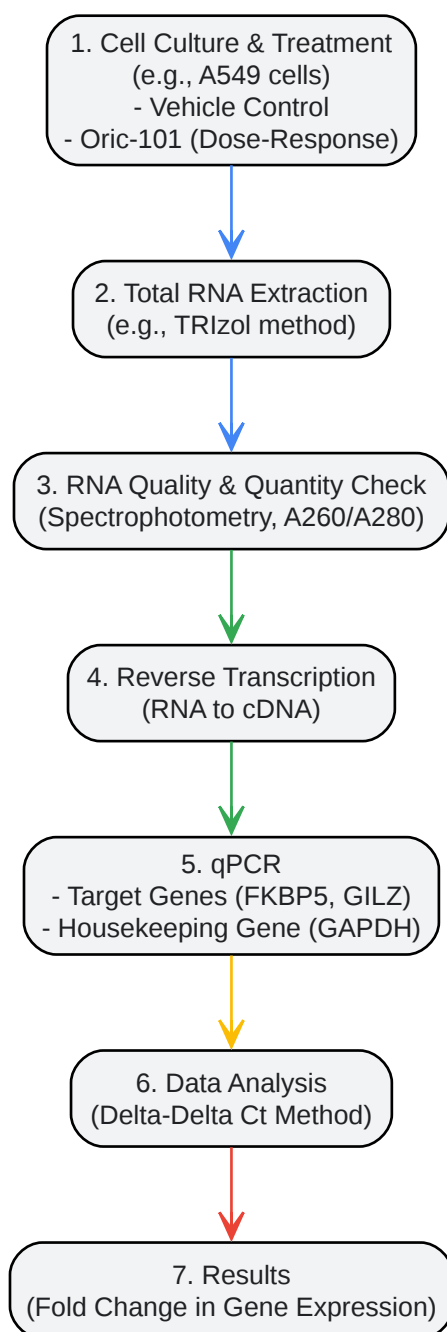 1. Cell Culture & Treatment
(e.g., A549 cells)
- Vehicle Control
- Oric-101 (Dose-Response)
2. Total RNA Extraction
(e.g., TRIzol method)
3. RNA Quality & Quantity Check
(Spectrophotometry, A260/A280)
4. Reverse Transcription
(RNA to cDNA)
5. qPCR
- Target Genes (FKBP5, GILZ)
- Housekeeping Gene (GAPDH)
6. Data Analysis
(Delta-Delta Ct Method)
7. Results
(Fold Change in Gene Expression)